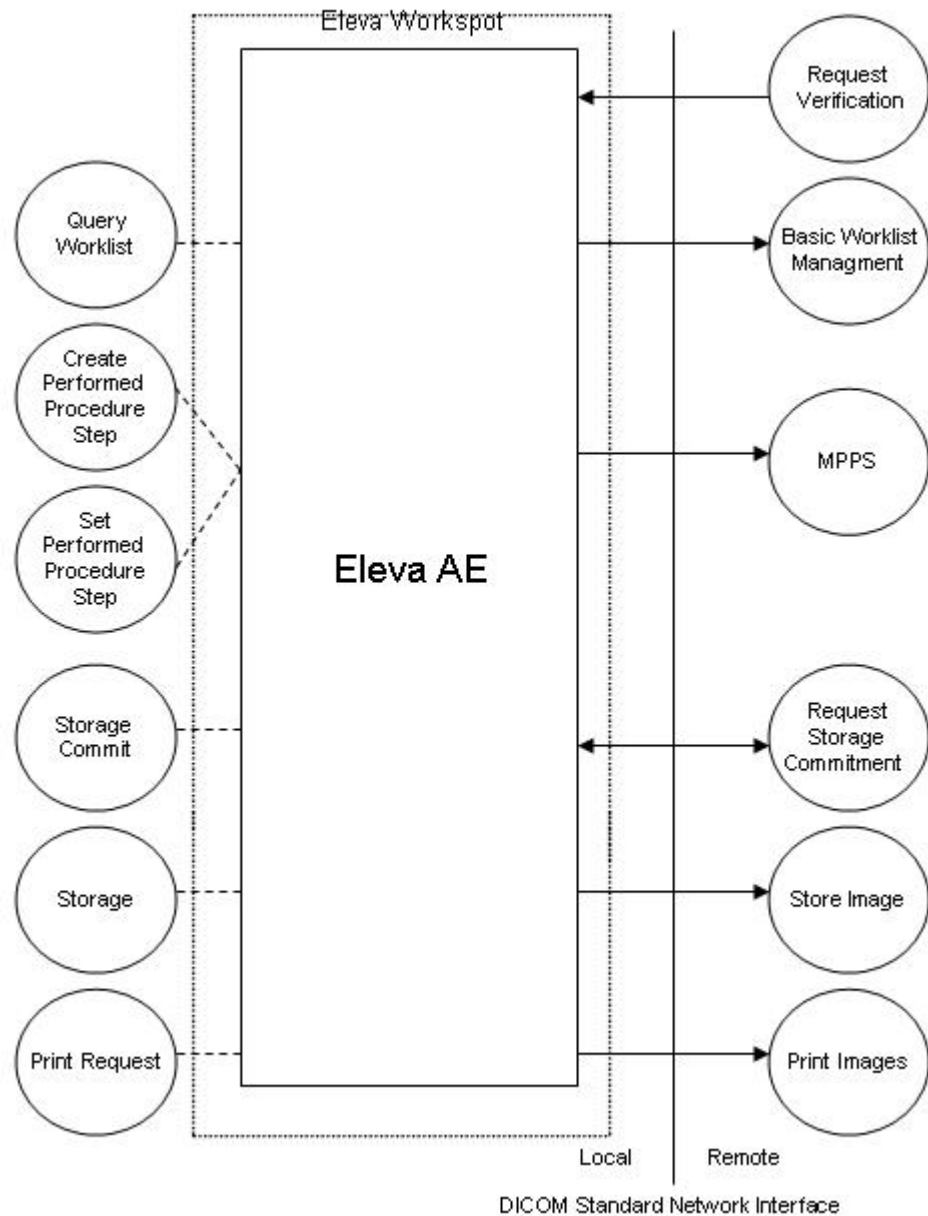 Eleva Workspot
Request
Verification
Query
Worklist
Basic Worklist
Managment
Create
Performed
Procedure
Step
MPPS
Set
Performed
Procedure
Step
Eleva AE
Storage
Commit
Request
Storage
Commitment
Storage
Store Image
Print Request
Print Images
Local
Remote
DICOM Standard Network Interface